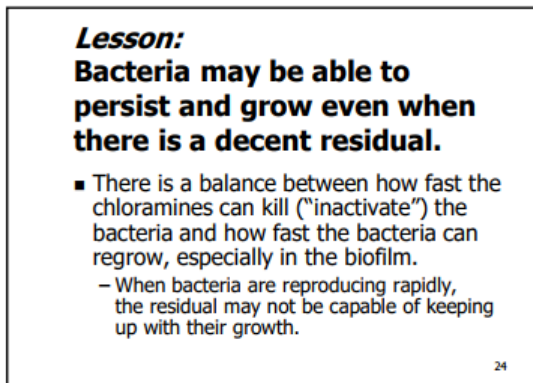 Lesson:
Bacteria may be able to
persist and grow even when
there is a decent residual.
■ There is a balance between how fast the
chloramines can kill (“inactivate”) the
bacteria and how fast the bacteria can
regrow, especially in the biofilm.
– When bacteria are reproducing rapidly,
the residual may not be capable of keeping
up with their growth.
24